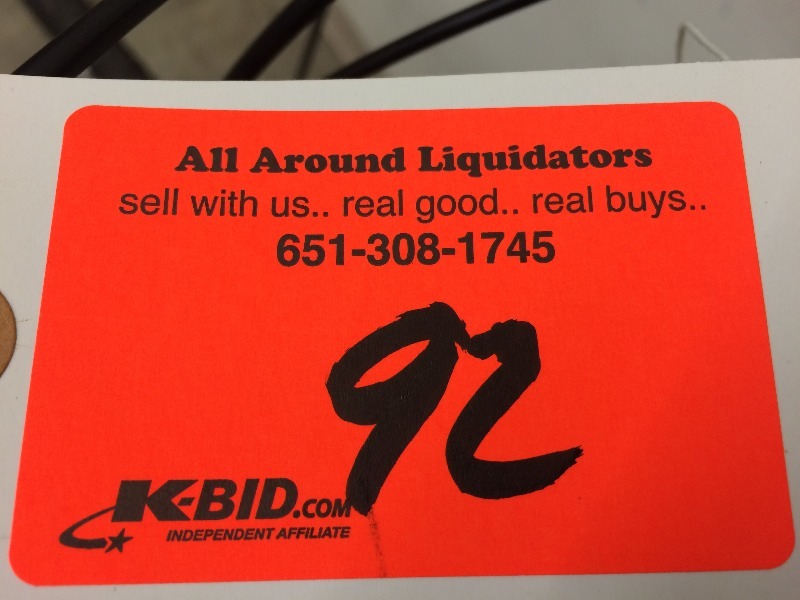 All Around Liquidators
sell with us.. real good.. real buys..
651-308-1745
92
K-BID.COM
INDEPENDENT AFFILIATE